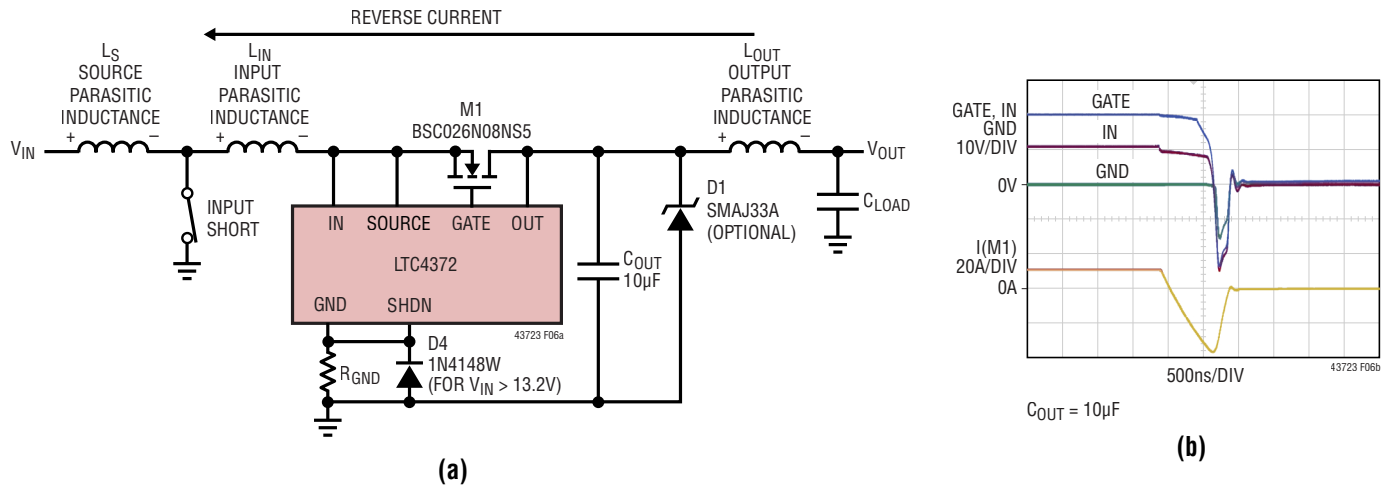 REVERSE CURRENT
L_S
SOURCE
PARASITIC
INDUCTANCE
+ −
L_IN
INPUT
PARASITIC
INDUCTANCE
+ −
M1
BSC026N08NS5
L_OUT
OUTPUT
PARASITIC
INDUCTANCE
+ −
V_IN
V_OUT
INPUT
SHORT
IN SOURCE GATE OUT
LTC4372
GND SHDN
43723 F06a
D1
SMAJ33A
(OPTIONAL)
C_LOAD
C_OUT
10µF
R_GND
D4
1N4148W
(FOR V_IN > 13.2V)
(a)
GATE, IN
GND
10V/DIV
0V
I(M1)
20A/DIV
0A
GATE
IN
GND
500ns/DIV
43723 F06b
C_OUT = 10µF
(b)